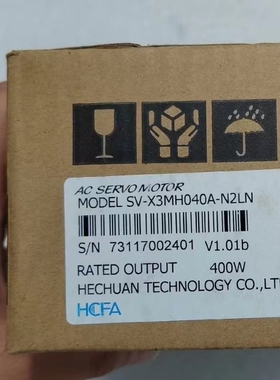 AC SERVO MOTOR
MODEL SV-X3MH040A-N2LN
S/N 73117002401 V1.01b
RATED OUTPUT 400W
HECHUAN TECHNOLOGY CO.,LT
HCFA